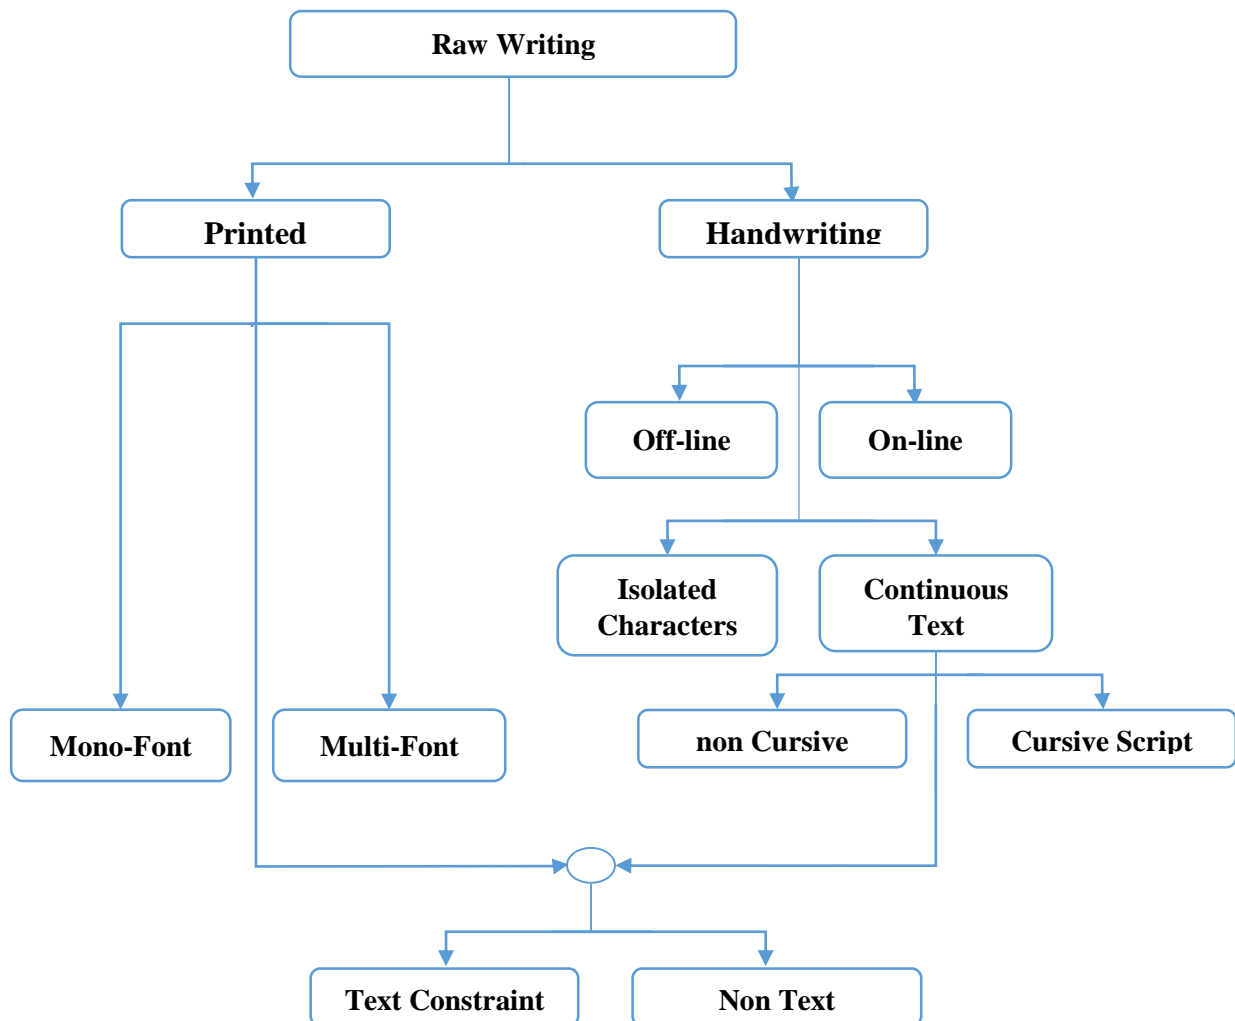 Raw Writing
Printed
Handwriting
Off-line
On-line
Isolated
Characters
Continuous
Text
Mono-Font
Multi-Font
non Cursive
Cursive Script
Text Constraint
Non Text